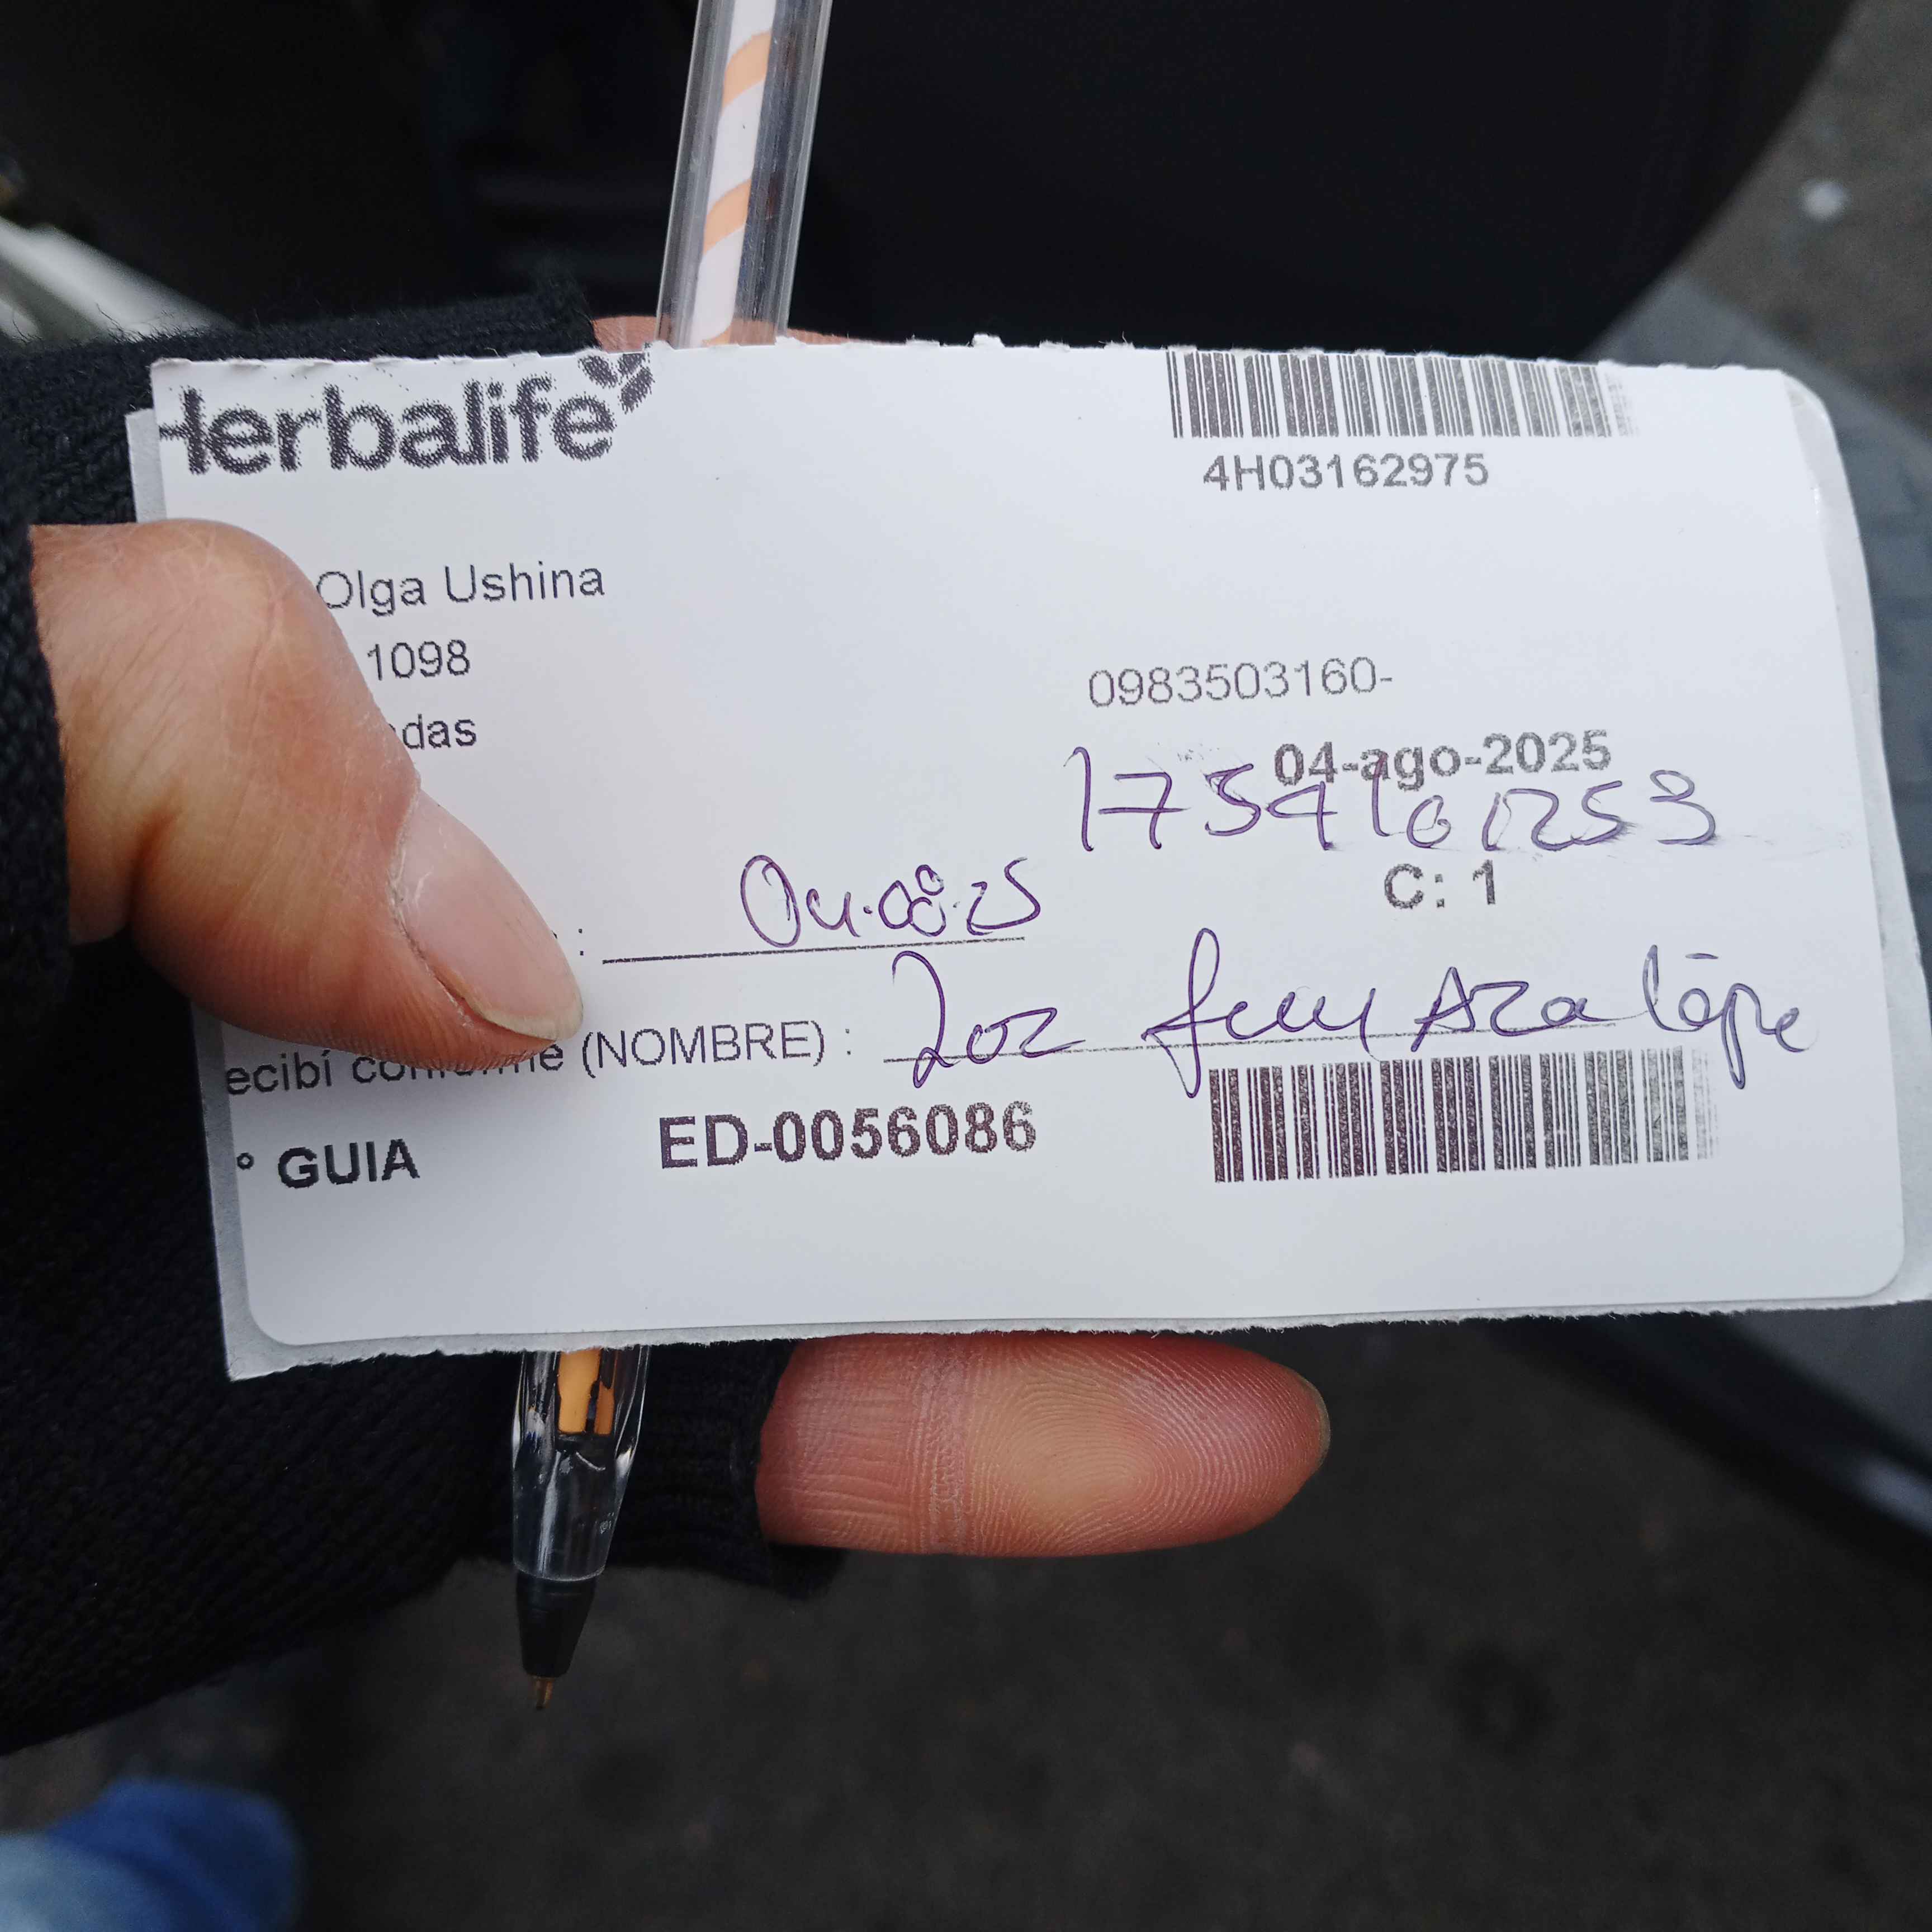 Herbalife
4H03162975
Olga Ushina
1098
0983503160-
das
04-ago-2025
C: 1
: 04.08.25
ecibí conforme (NOMBRE) :
° GUIA ED-0056086